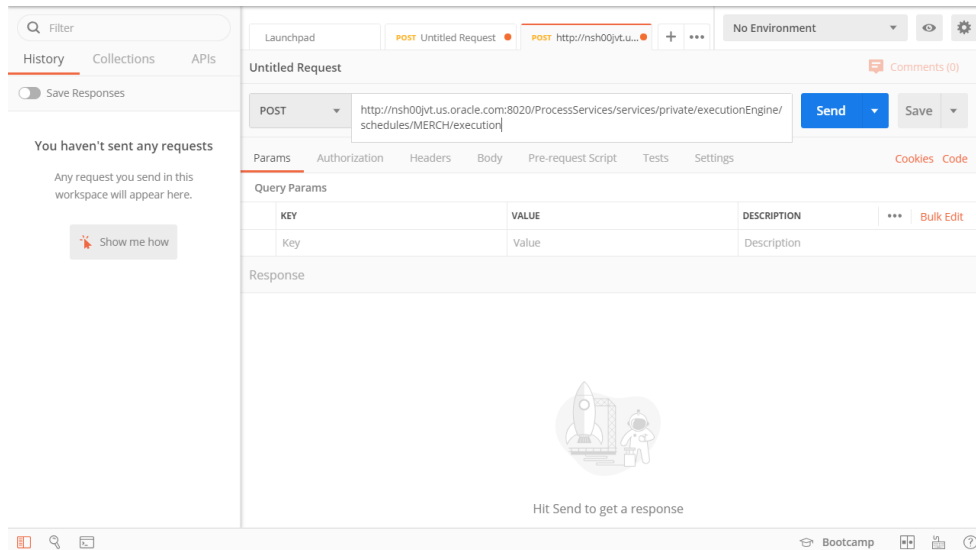 Filter
History Collections APIs
Save Responses
You haven't sent any requests
Any request you send in this
workspace will appear here.
Show me how
Launchpad
POST Untitled Request
POST http://nsh00jvt.u...
No Environment
Untitled Request
Comments (0)
POST
http://nsh00jvt.us.oracle.com:8020/ProcessServices/services/private/executionEngine/
schedules/MERCH/execution
Send
Save
Params Authorization Headers Body Pre-request Script Tests Settings
Cookies Code
Query Params
KEY VALUE DESCRIPTION
Bulk Edit
Key Value Description
Response
Hit Send to get a response
Bootcamp